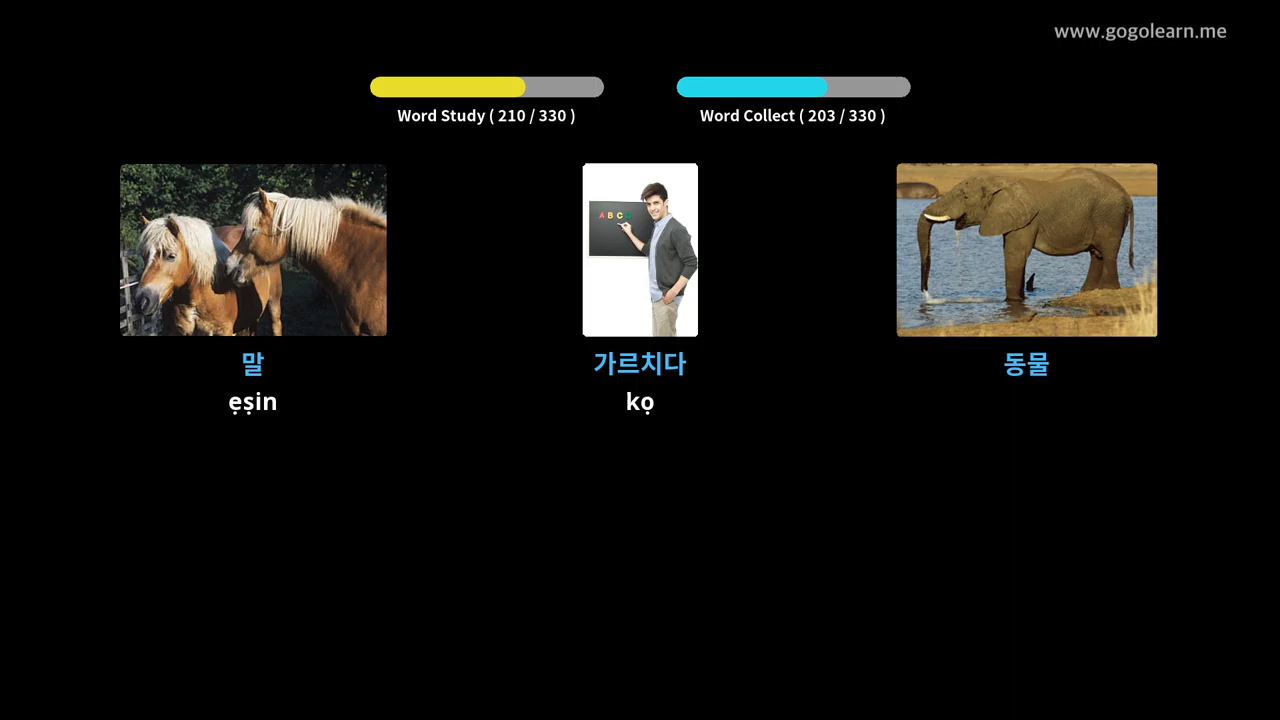 www.gogolearn.me
Word Study ( 210 / 330 )
Word Collect ( 203 / 330 )
A B C D
말
가르치다
동물
ẹṣin
kọ